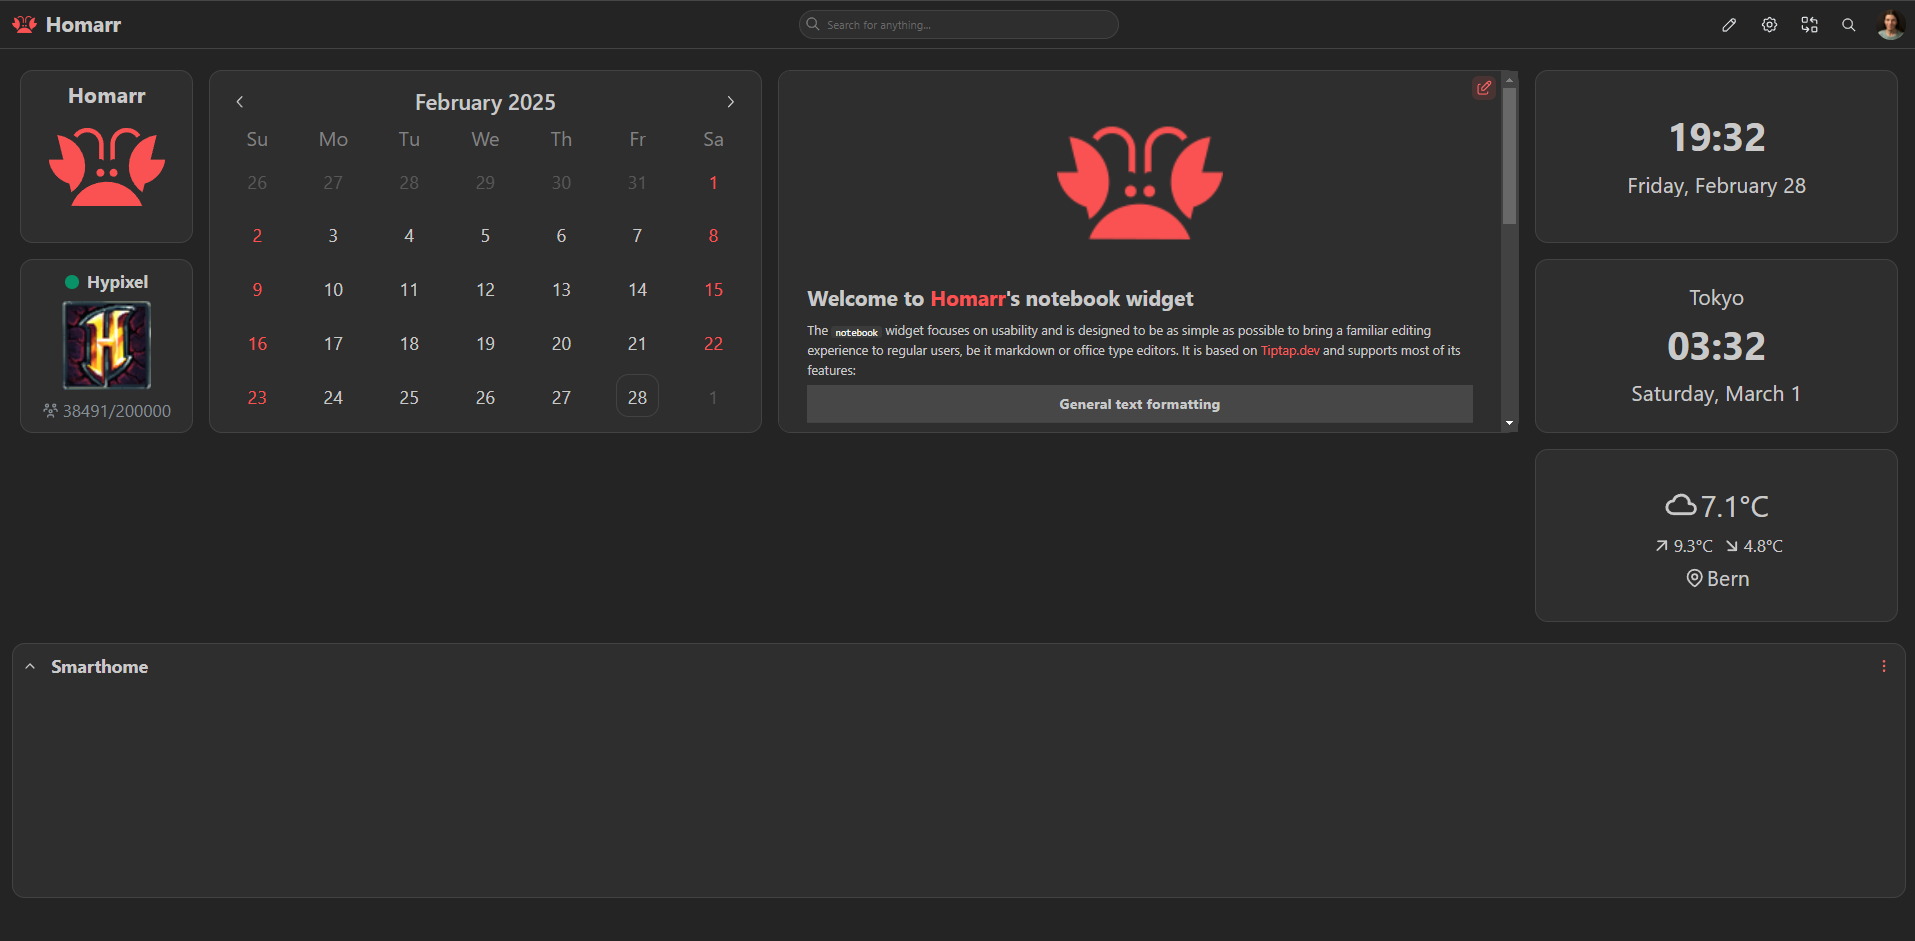 Homarr
Search for anything...
Homarr
Hypixel
38491/200000
February 2025
Su Mo Tu We Th Fr Sa
26 27 28 29 30 31 1
2 3 4 5 6 7 8
9 10 11 12 13 14 15
16 17 18 19 20 21 22
23 24 25 26 27 28 1
Welcome to Homarr's notebook widget
The notebook widget focuses on usability and is designed to be as simple as possible to bring a familiar editing
experience to regular users, be it markdown or office type editors. It is based on Tiptap.dev and supports most of its
features:
General text formatting
19:32
Friday, February 28
Tokyo
03:32
Saturday, March 1
7.1°C
9.3°C 4.8°C
Bern
Smarthome